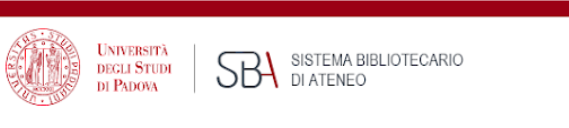 UNIVERSITÀ
DEGLI STUDI
DI PADOVA
SBA
SISTEMA BIBLIOTECARIO
DI ATENEO